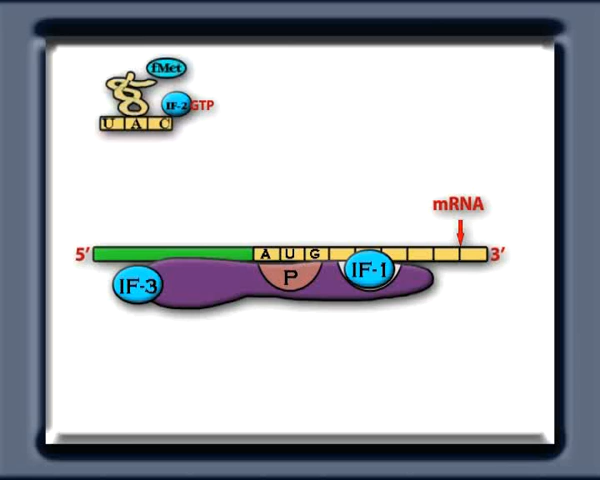 fMet
IF-2 GTP
U A C
mRNA
5' A U G 3'
IF-3 P IF-1